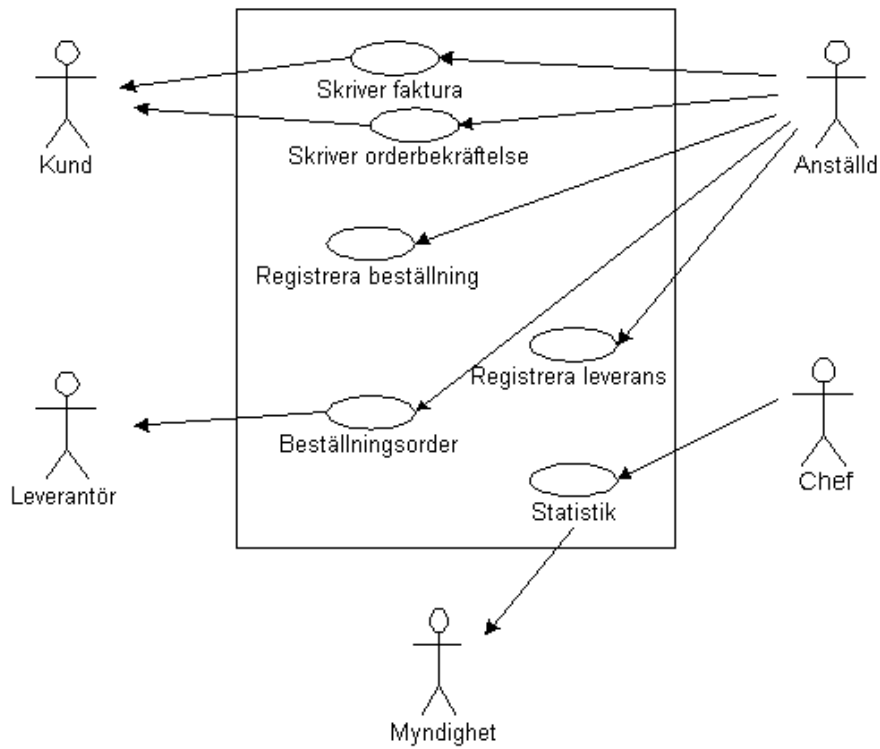 Skriver faktura
Skriver orderbekräftelse
Kund
Anställd
Registrera beställning
Registrera leverans
Beställningsorder
Leverantör
Chef
Statistik
Myndighet